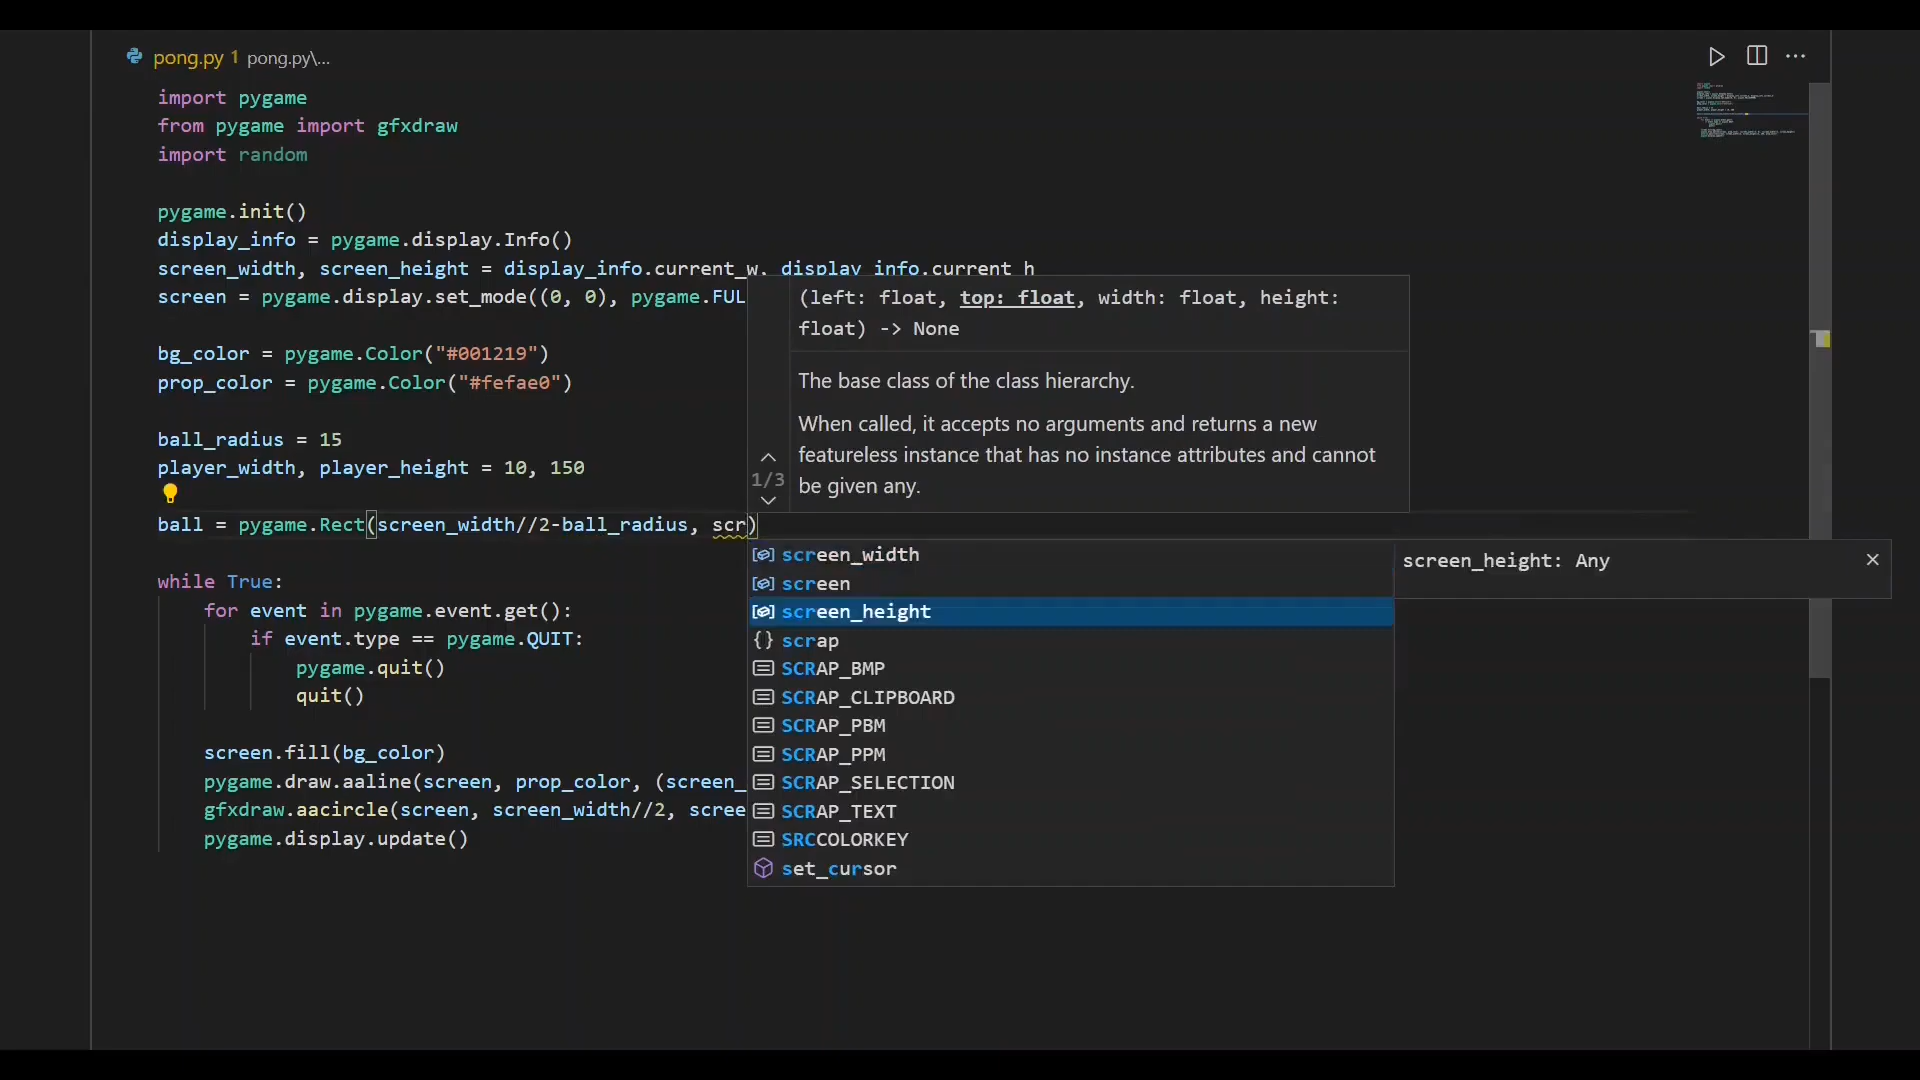 pong.py 1 pong.py\...
import pygame
from pygame import gfxdraw
import random
pygame.init()
display_info = pygame.display.Info()
screen_width, screen_height = display_info.current_w, display_info.current_h
screen = pygame.display.set_mode((0, 0), pygame.FUL
bg_color = pygame.Color("#001219")
prop_color = pygame.Color("#fefae0")
ball_radius = 15
player_width, player_height = 10, 150
ball = pygame.Rect(screen_width//2-ball_radius, scr)
while True:
for event in pygame.event.get():
if event.type == pygame.QUIT:
pygame.quit()
quit()
screen.fill(bg_color)
pygame.draw.aaline(screen, prop_color, (screen_
gfxdraw.aacircle(screen, screen_width//2, scree
pygame.display.update()
(left: float, top: float, width: float, height:
float) -> None
The base class of the class hierarchy.
When called, it accepts no arguments and returns a new
featureless instance that has no instance attributes and cannot
be given any.
1/3
screen_width
screen
screen_height
{} scrap
SCRAP_BMP
SCRAP_CLIPBOARD
SCRAP_PBM
SCRAP_PPM
SCRAP_SELECTION
SCRAP_TEXT
SRCCOLORKEY
set_cursor
screen_height: Any